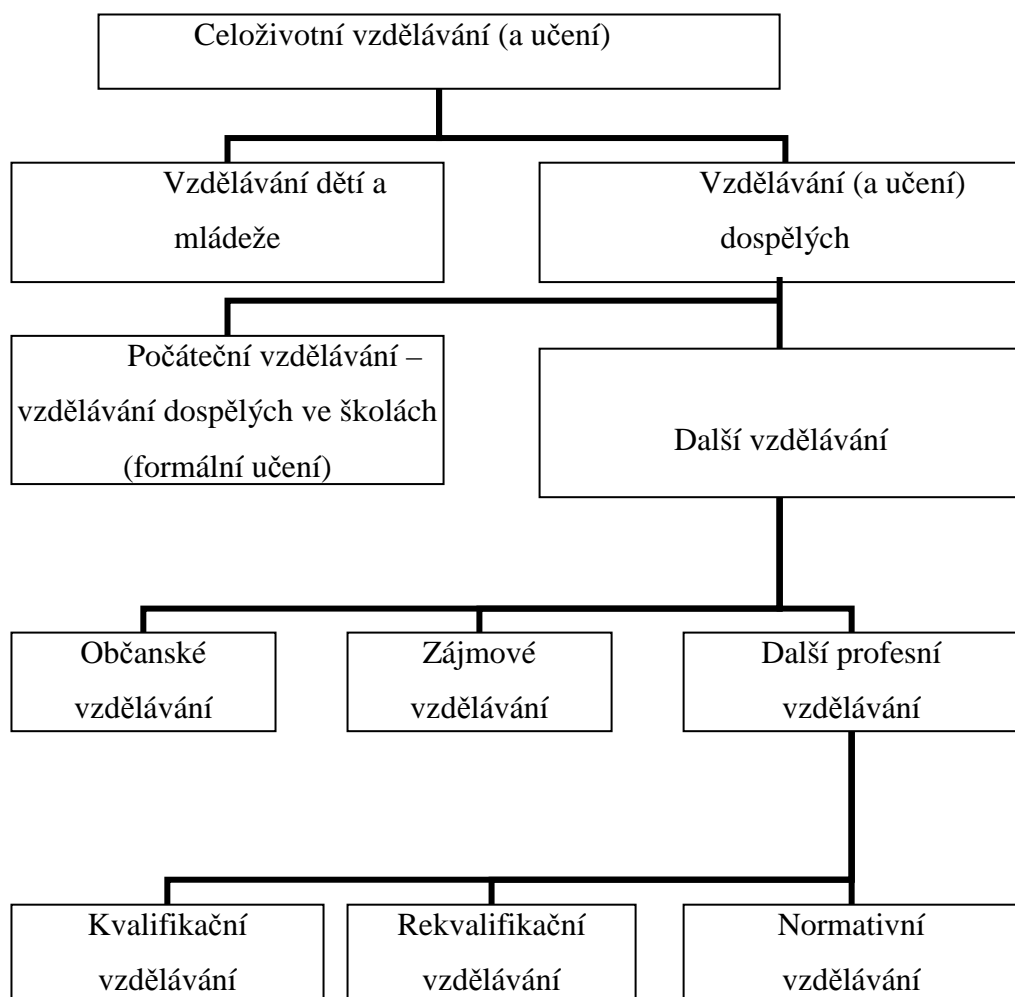 Celoživotní vzdělávání (a učení)
Vzdělávání dětí a
mládeže
Vzdělávání (a učení)
dospělých
Počáteční vzdělávání –
vzdělávání dospělých ve školách
(formální učení)
Další vzdělávání
Občanské
vzdělávání
Zájmové
vzdělávání
Další profesní
vzdělávání
Kvalifikační
vzdělávání
Rekvalifikační
vzdělávání
Normativní
vzdělávání